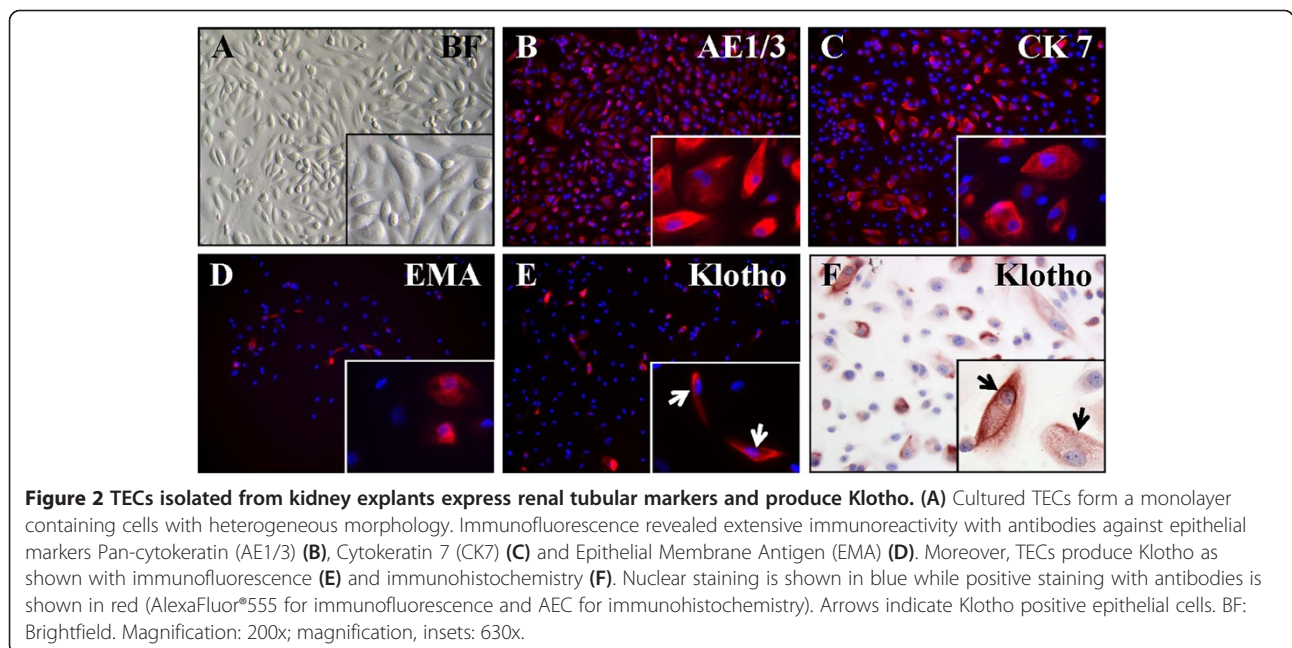 A BF
B AE1/3
C CK 7
D EMA
E Klotho
F Klotho
Figure 2 TECs isolated from kidney explants express renal tubular markers and produce Klotho. (A) Cultured TECs form a monolayer
containing cells with heterogeneous morphology. Immunofluorescence revealed extensive immunoreactivity with antibodies against epithelial
markers Pan-cytokeratin (AE1/3) (B), Cytokeratin 7 (CK7) (C) and Epithelial Membrane Antigen (EMA) (D). Moreover, TECs produce Klotho as
shown with immunofluorescence (E) and immunohistochemistry (F). Nuclear staining is shown in blue while positive staining with antibodies is
shown in red (AlexaFluor®555 for immunofluorescence and AEC for immunohistochemistry). Arrows indicate Klotho positive epithelial cells. BF:
Brightfield. Magnification: 200x; magnification, insets: 630x.